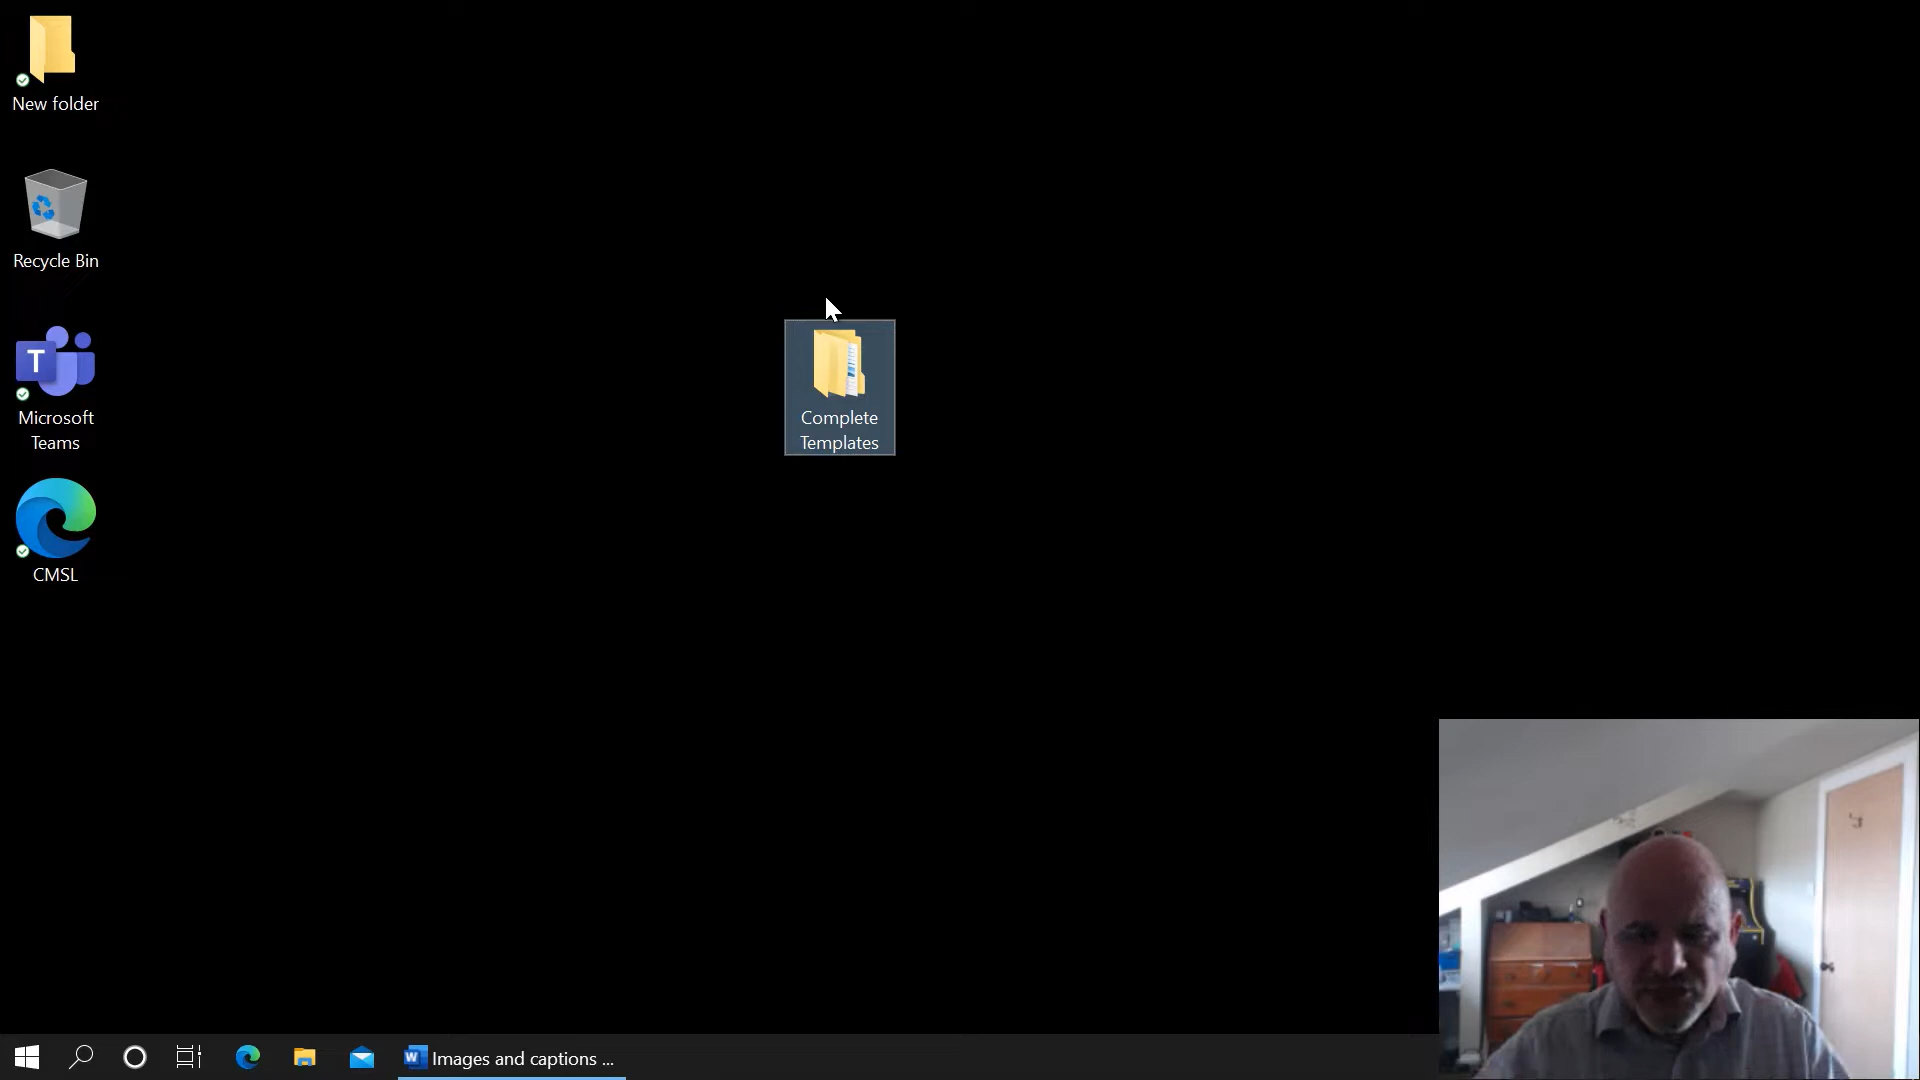 New folder
Recycle Bin
T
Microsoft
Teams
CMSL
Complete
Templates
W
Images and captions ...